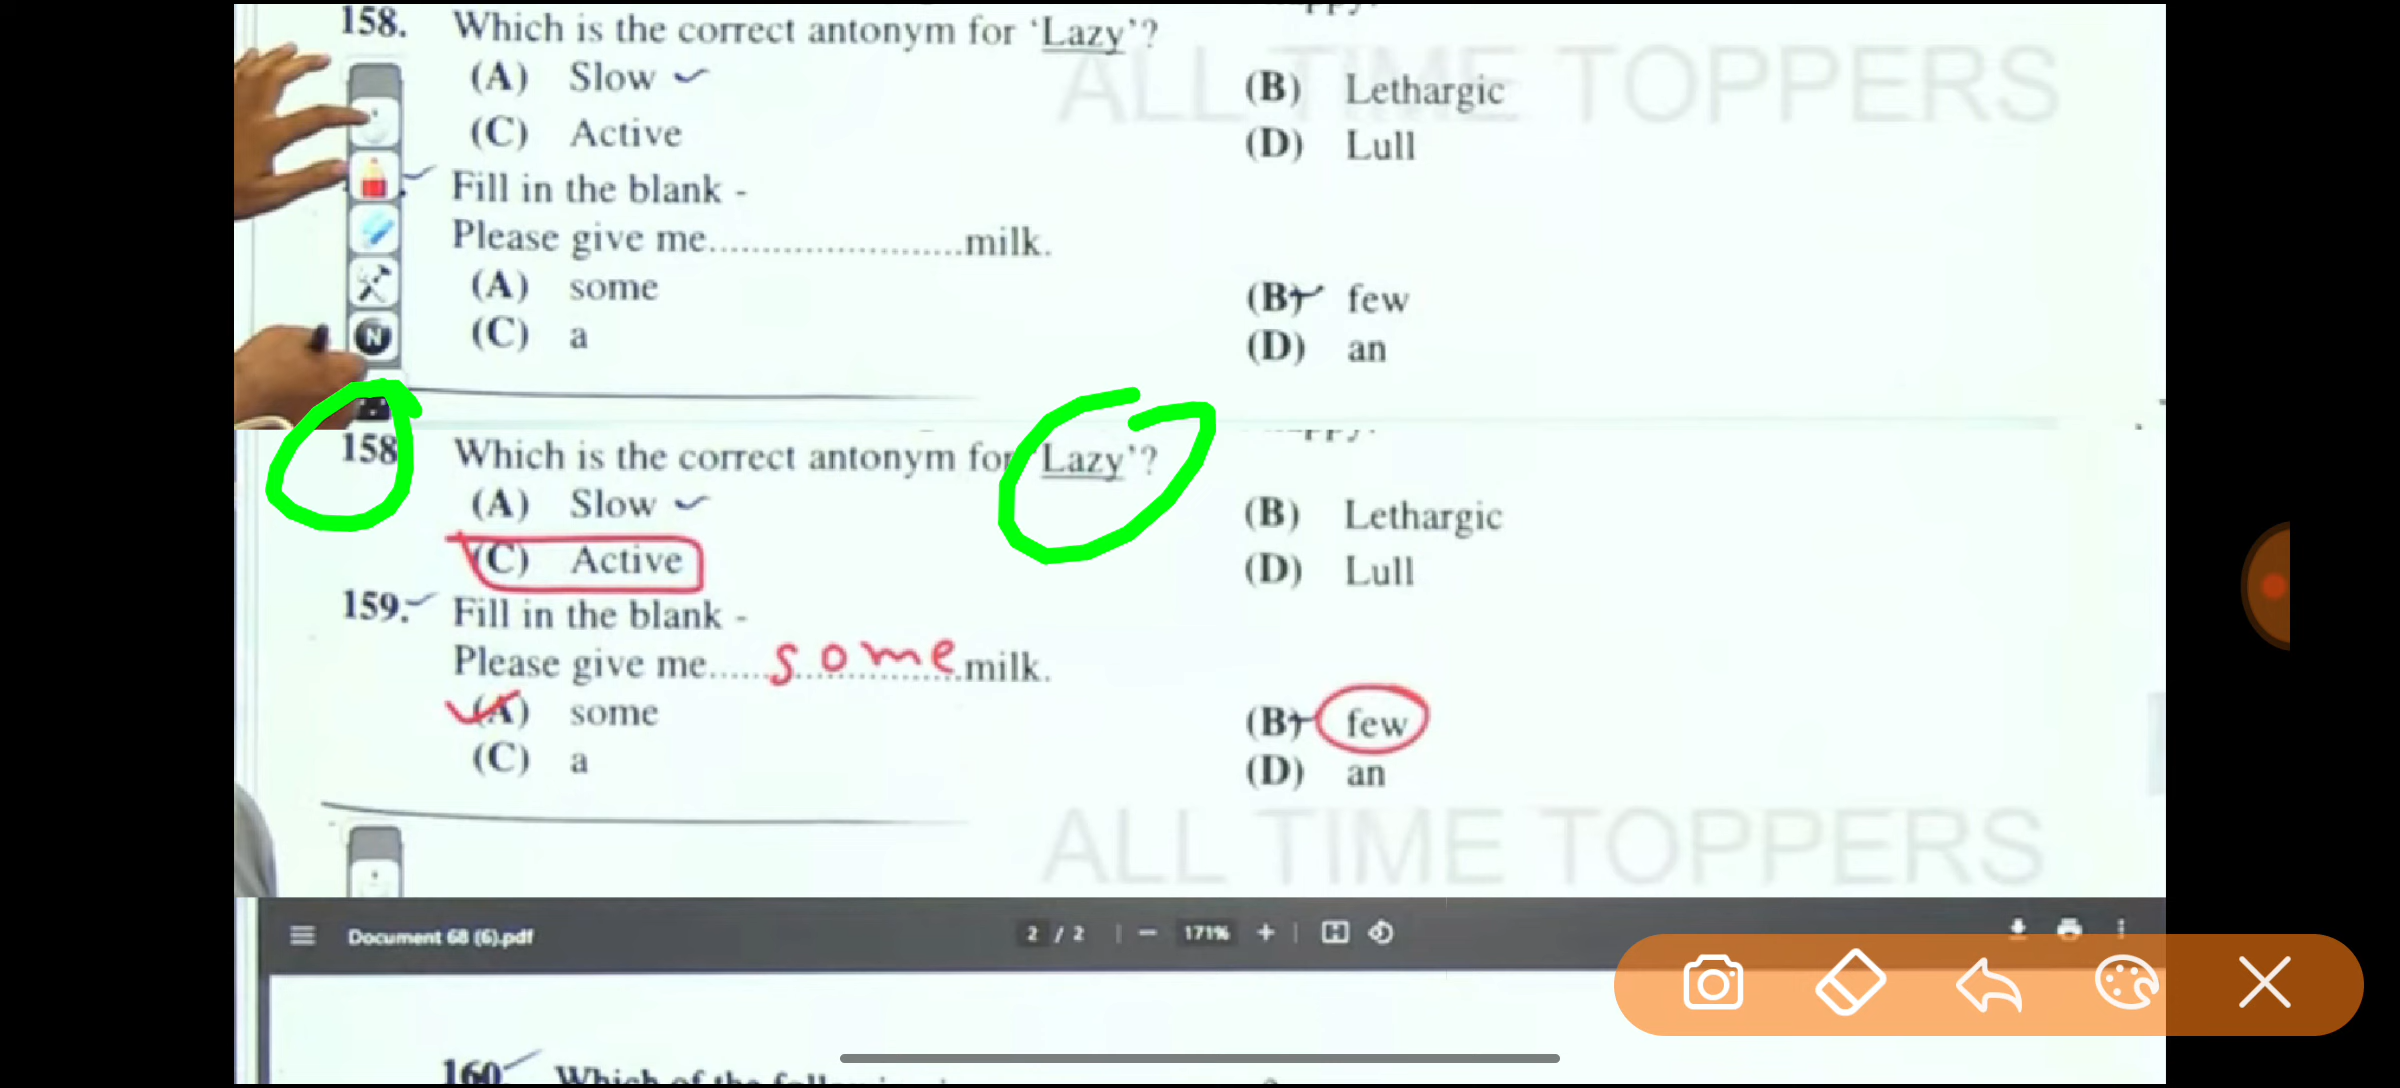 158. Which is the correct antonym for ‘Lazy’?
ALL TIME TOPPERS
(A) Slow (B) Lethargic
(C) Active (D) Lull
Fill in the blank -
Please give me........................milk.
(A) some (B) few
(C) a (D) an
N
158 Which is the correct antonym for Lazy’?
(A) Slow (B) Lethargic
(C) Active (D) Lull
159. Fill in the blank -
Please give me......some.milk.
(A) some (B) few
(C) a (D) an
ALL TIME TOPPERS
Document 68 (6).pdf 2 / 2 | − 171% + |
160. Which of the